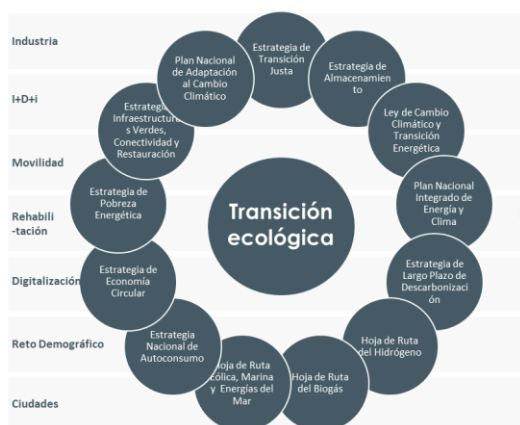 Industria
I+D+i
Movilidad
Rehabili
-tación
Digitalización
Reto Demográfico
Ciudades
Transición
ecológica
Estrategia de
Transición
Justa
Estrategia de
Almacenamien
to
Ley de Cambio
Climático y
Transición
Energética
Plan Nacional
Integrado de
Energía y
Clima
Estrategia de
Largo Plazo de
Descarbonizaci
ón
Hoja de Ruta
del Hidrógeno
Hoja de Ruta
del Biogás
Hoja de Ruta
Eólica, Marina
y Energías del
Mar
Estrategia
Nacional de
Autoconsumo
Estrategia de
Economía
Circular
Estrategia de
Pobreza
Energética
Estrategia
Infraestructura
s Verdes,
Conectividad y
Restauración
Plan Nacional
de Adaptación
al Cambio
Climático